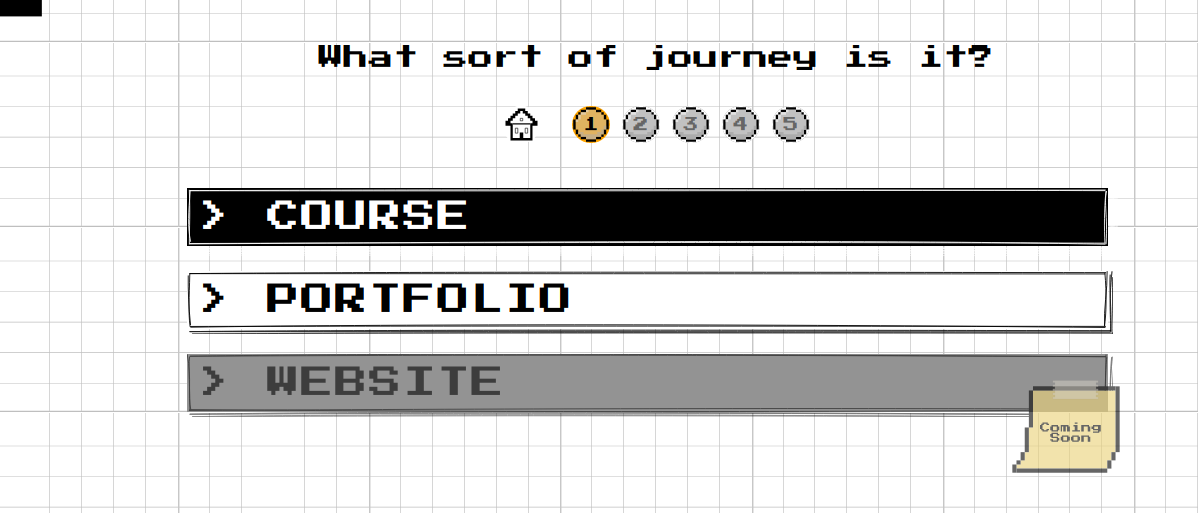 What sort of journey is it?
1 2 3 4 5
> COURSE
> PORTFOLIO
> WEBSITE
Coming
Soon